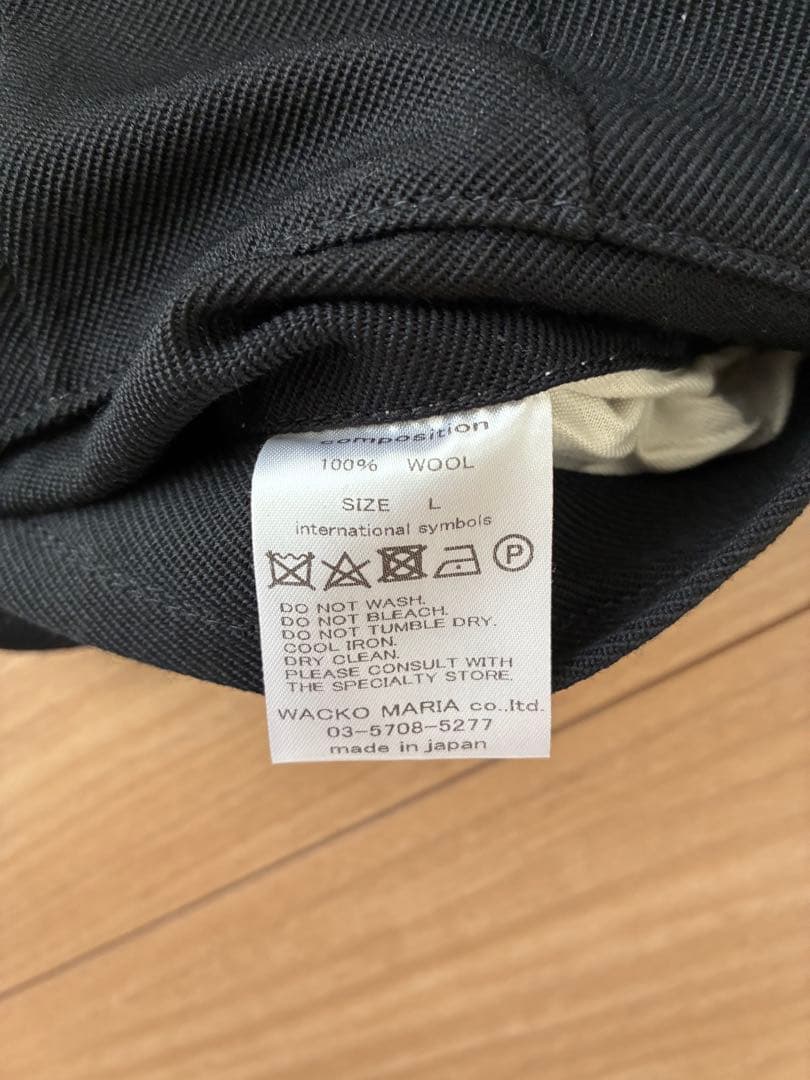 composition
100% WOOL
SIZE L
international symbols
P
DO NOT WASH.
DO NOT BLEACH.
DO NOT TUMBLE DRY.
COOL IRON.
DRY CLEAN.
PLEASE CONSULT WITH
THE SPECIALTY STORE.
WACKO MARIA co.,ltd.
03-5708-5277
made in japan